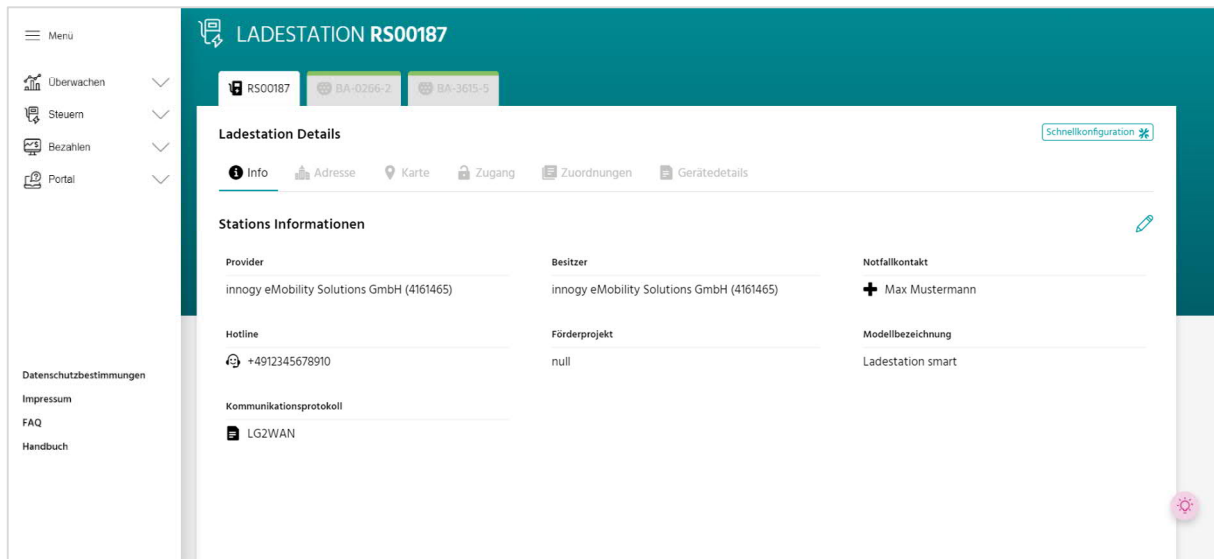 Menü
Überwachen
Steuern
Bezahlen
Portal
Datenschutzbestimmungen
Impressum
FAQ
Handbuch
LADESTATION RS00187
RS00187 BA-0266-2 BA-3615-5
Ladestation Details Schnellkonfiguration
Info Adresse Karte Zugang Zuordnungen Gerätedetails
Stations Informationen
Provider Besitzer Notfallkontakt
innogy eMobility Solutions GmbH (4161465) innogy eMobility Solutions GmbH (4161465) Max Mustermann
Hotline Förderprojekt Modellbezeichnung
+4912345678910 null Ladestation smart
Kommunikationsprotokoll
LG2WAN